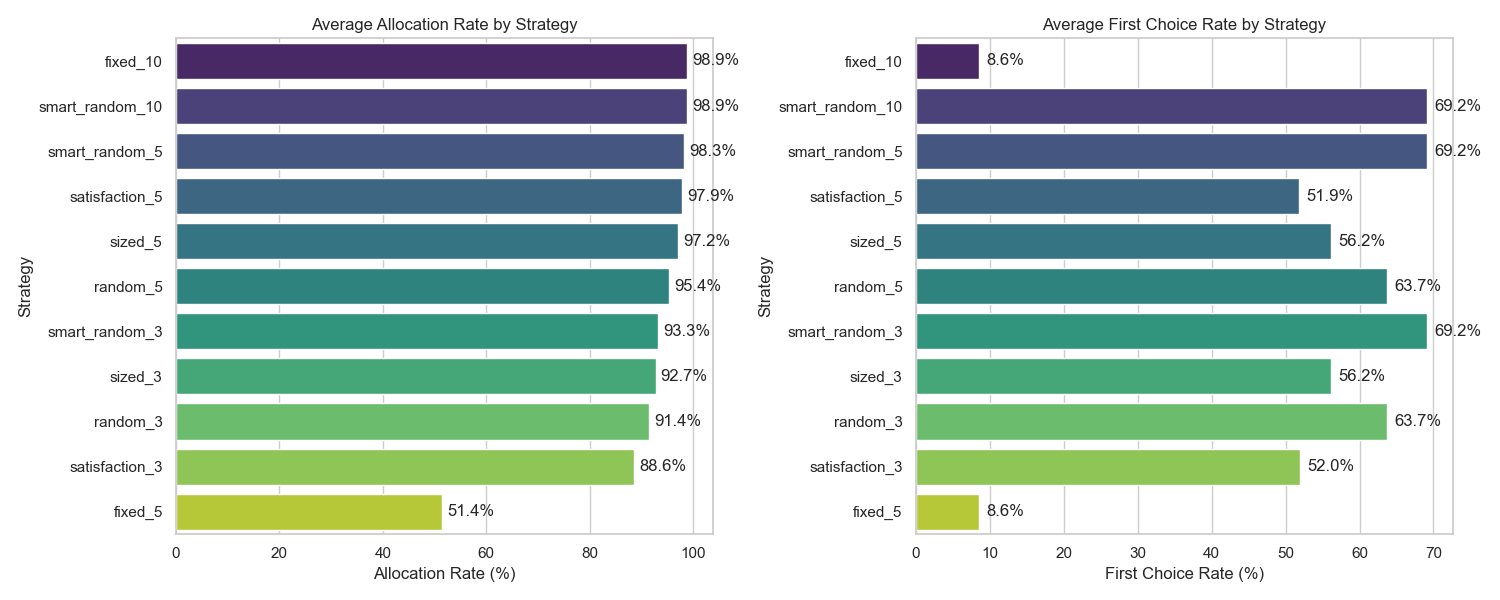 Average Allocation Rate by Strategy
Strategy
fixed_10 98.9%
smart_random_10 98.9%
smart_random_5 98.3%
satisfaction_5 97.9%
sized_5 97.2%
random_5 95.4%
smart_random_3 93.3%
sized_3 92.7%
random_3 91.4%
satisfaction_3 88.6%
fixed_5 51.4%
0 20 40 60 80 100
Allocation Rate (%)
Average First Choice Rate by Strategy
Strategy
fixed_10 8.6%
smart_random_10 69.2%
smart_random_5 69.2%
satisfaction_5 51.9%
sized_5 56.2%
random_5 63.7%
smart_random_3 69.2%
sized_3 56.2%
random_3 63.7%
satisfaction_3 52.0%
fixed_5 8.6%
0 10 20 30 40 50 60 70
First Choice Rate (%)